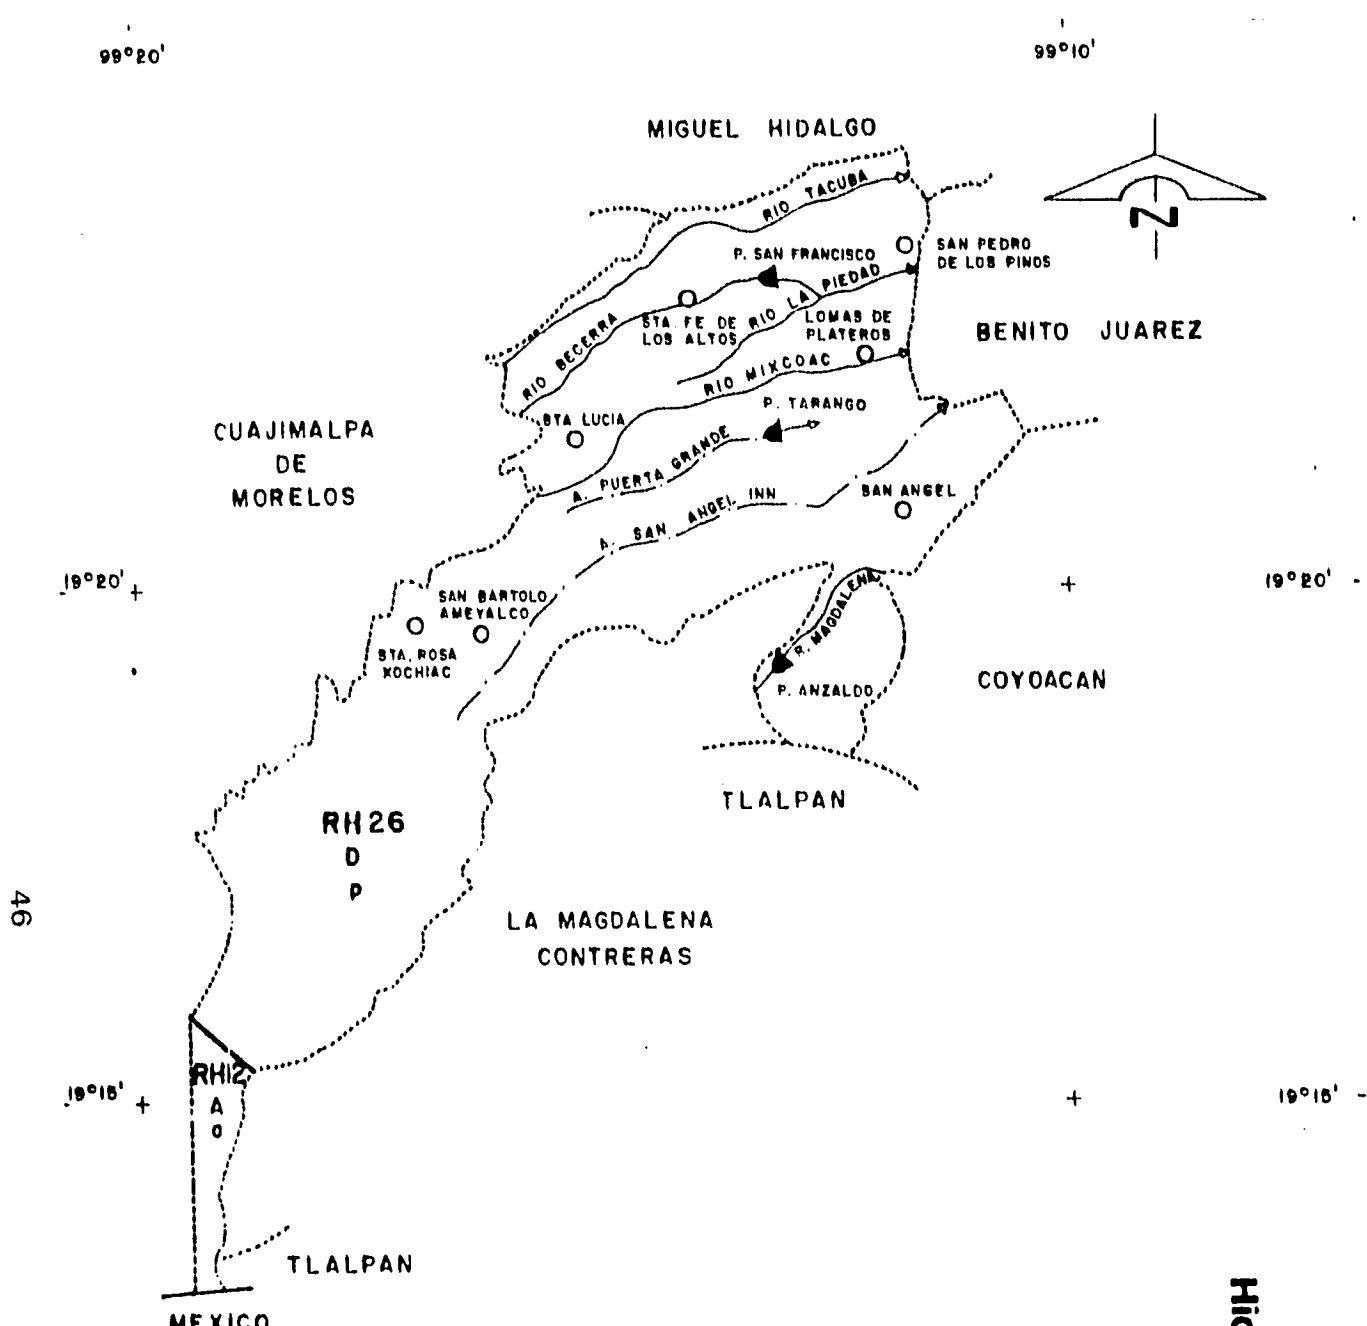 99°20'
99°10'
MIGUEL HIDALGO
RIO TACUBA
N
SAN PEDRO
DE LOS PINOS
P. SAN FRANCISCO
RIO LA PIEDAD
STA. FE DE
LOS ALTOS
LOMAS DE
PLATEROS
BENITO JUAREZ
RIO BECERRA
RIO MIXCOAC
P. TARANGO
STA LUCIA
CUAJIMALPA
DE
MORELOS
A. PUERTA GRANDE
A. SAN ANGEL INN
SAN ANGEL
19°20'
19°20'
SAN BARTOLO
AMEYALCO
STA. ROSA
XOCHIAC
R. MAGDALENA
P. ANZALDO
COYOACAN
TLALPAN
RH26
D
P
46
LA MAGDALENA
CONTRERAS
RH12
A
a
19°15'
19°15'
TLALPAN
MEXICO
Hid